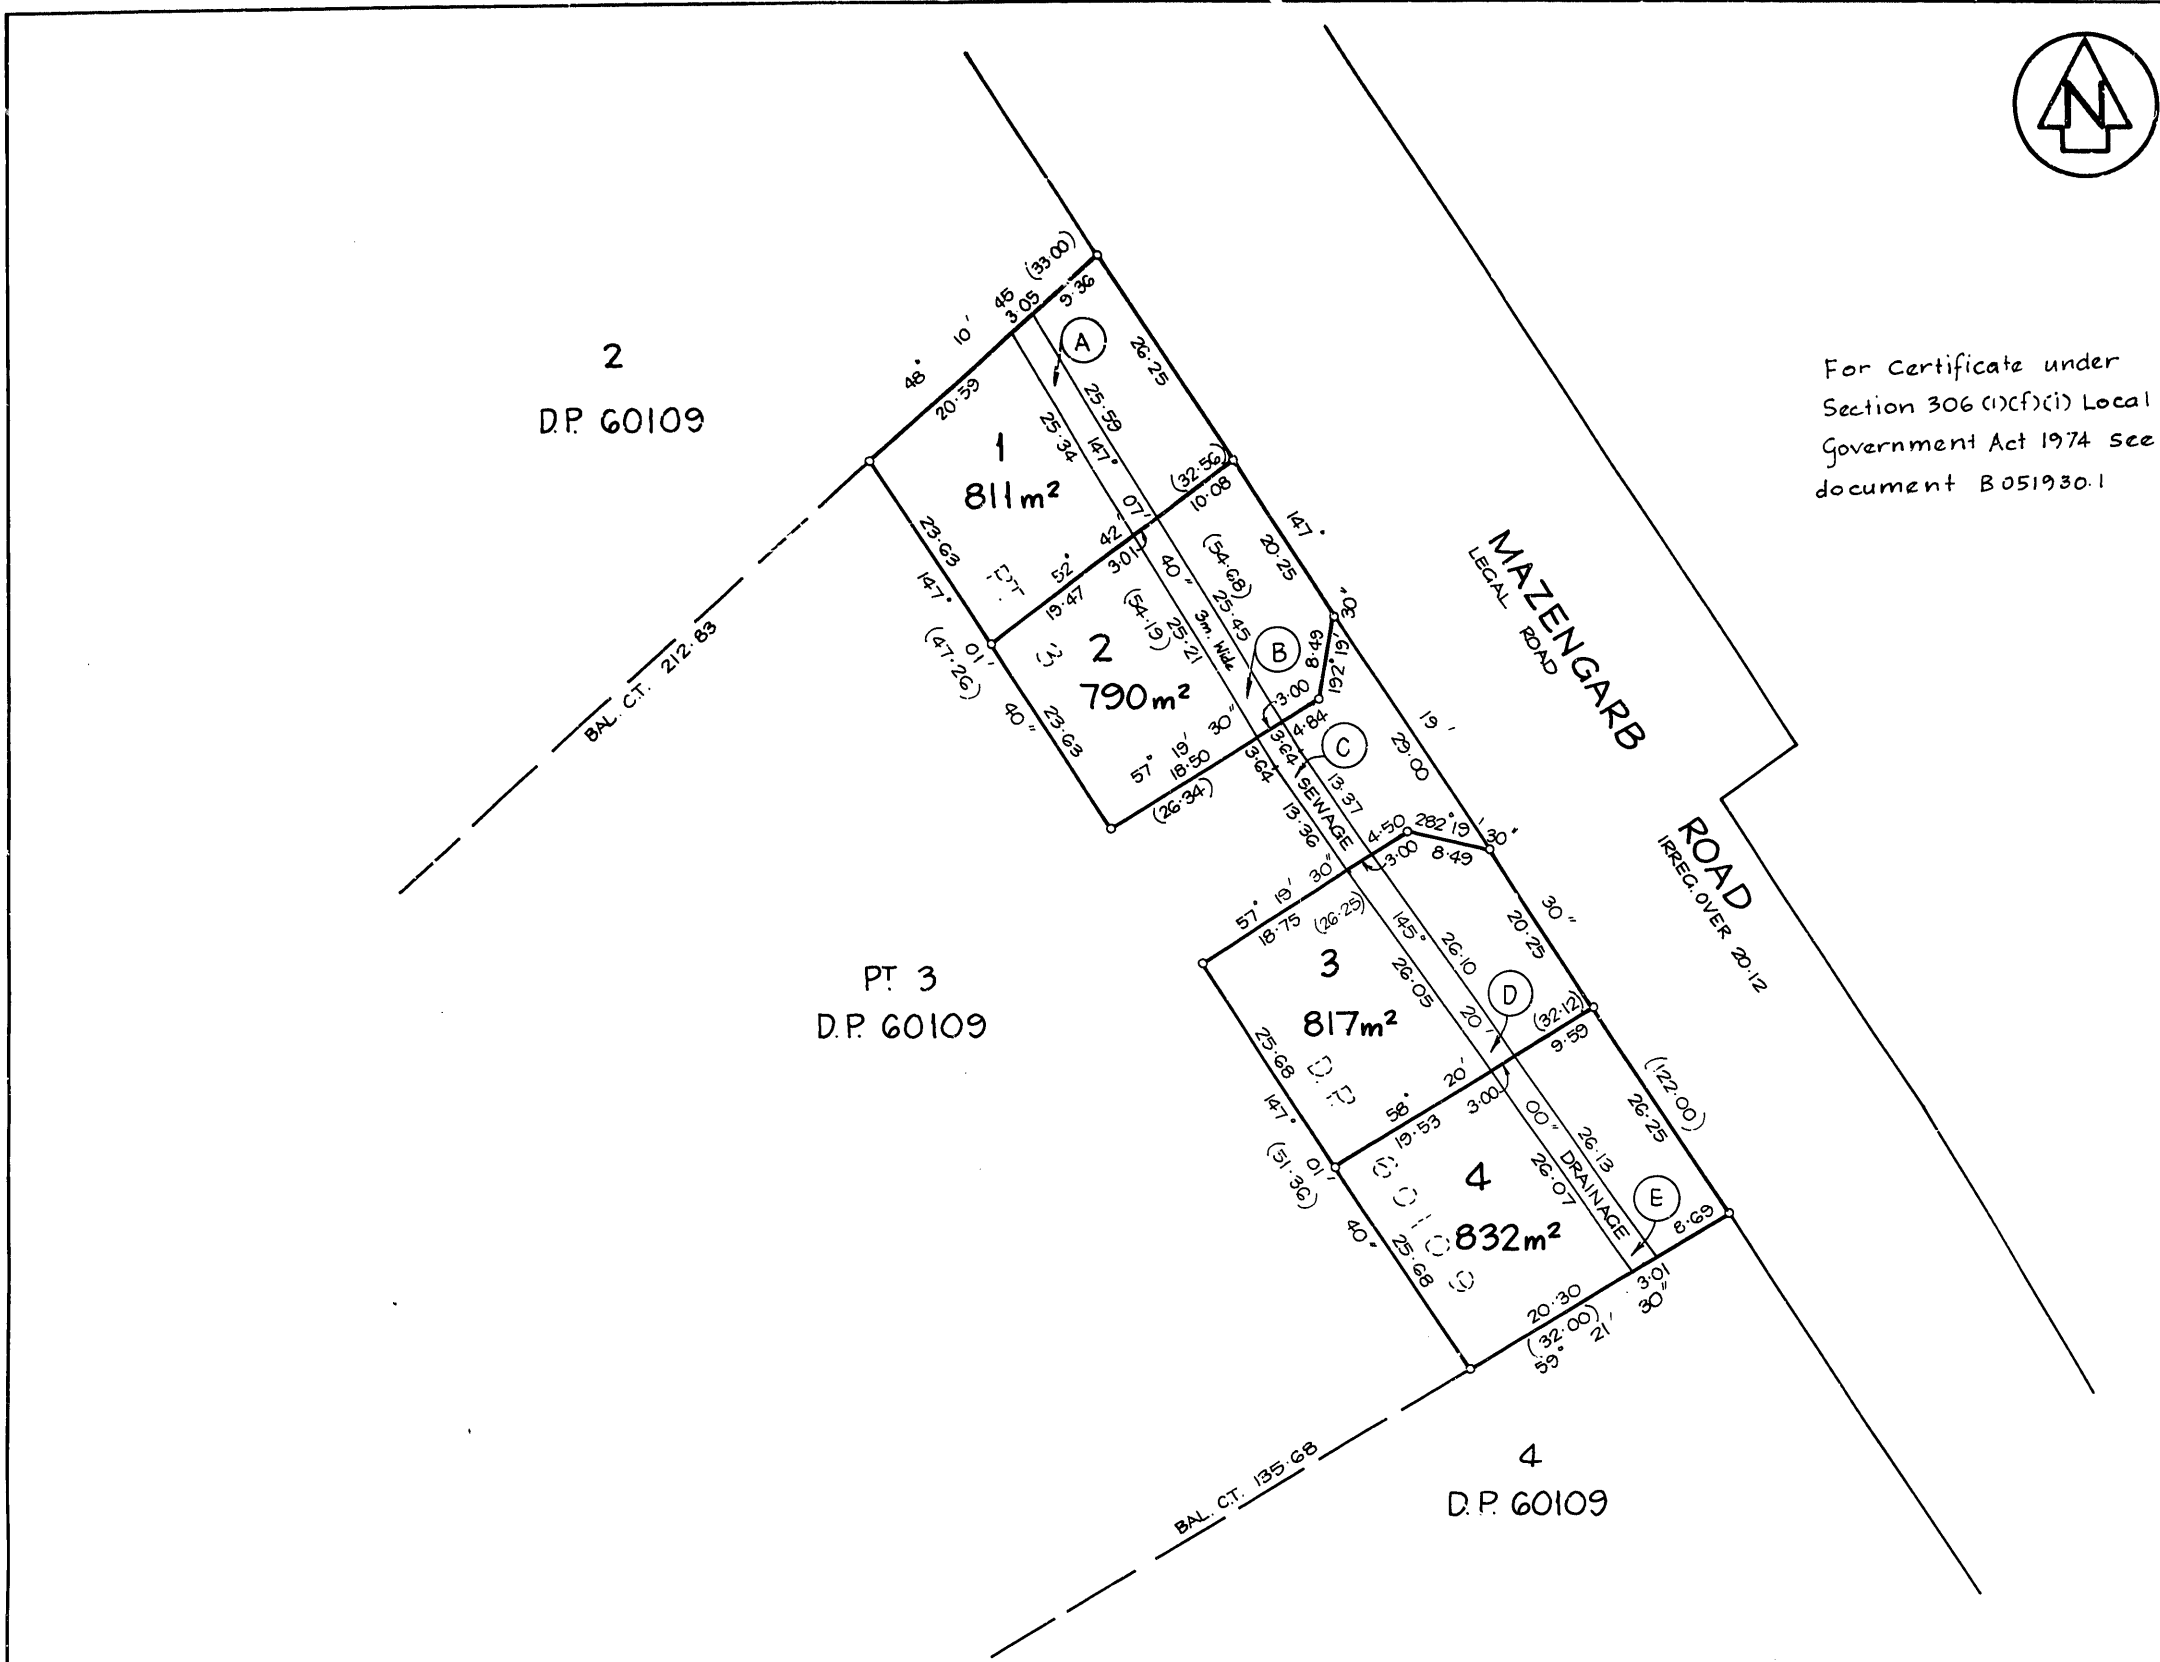 N
For Certificate under
Section 306 (1)(f)(i) Local
Government Act 1974 see
document B051930.1
2
D.P. 60109
BAL. C.T. 212.83
48° 10' 45
(33.00)
20.59
3.05
9.36
A
26.25
1
811m²
25.34
25.59
147° 07' 40"
23.63
147° 01' 40"
(47.26)
23.63
52° 42'
19.47
3.01
10.08
(32.56)
PT. 3 D.P. 60109
2
790m²
(54.19)
25.21
(54.68)
25.45
3m. Wide
B
20.25
147° 19' 30"
30"
8.49
192° 19'
57° 19' 30"
18.50
(26.34)
3.00
4.84
3.64
3.64
C
SEWAGE
13.36
13.37
29.00
MAZENGARB
LEGAL ROAD
ROAD
IRREG. OVER 20.12
4.50
282° 19' 30"
8.49
3.00
57° 19' 30"
18.75
(26.25)
PT. 3
D.P. 60109
3
817m²
145° 20' 00"
26.05
26.10
D
20.25
25.68
147° 01' 40"
(51.36)
25.68
58° 20'
19.53
3.00
9.59
(32.12)
(122.00)
26.25
4
832m²
26.07
26.13
DRAINAGE
E
8.69
3.01
20.30
(32.00)
59° 21' 30"
BAL. C.T. 135.68
4
D.P. 60109